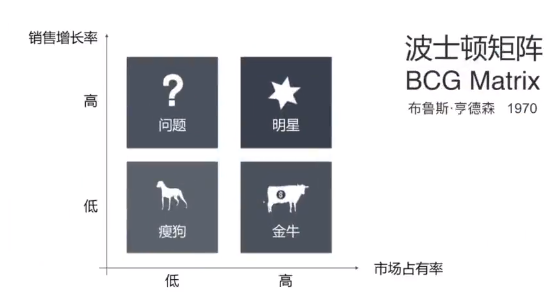 销售增长率
波士顿矩阵
BCG Matrix
布鲁斯·亨德森 1970
高
?
问题
明星
低
瘦狗
金牛
低
高
市场占有率